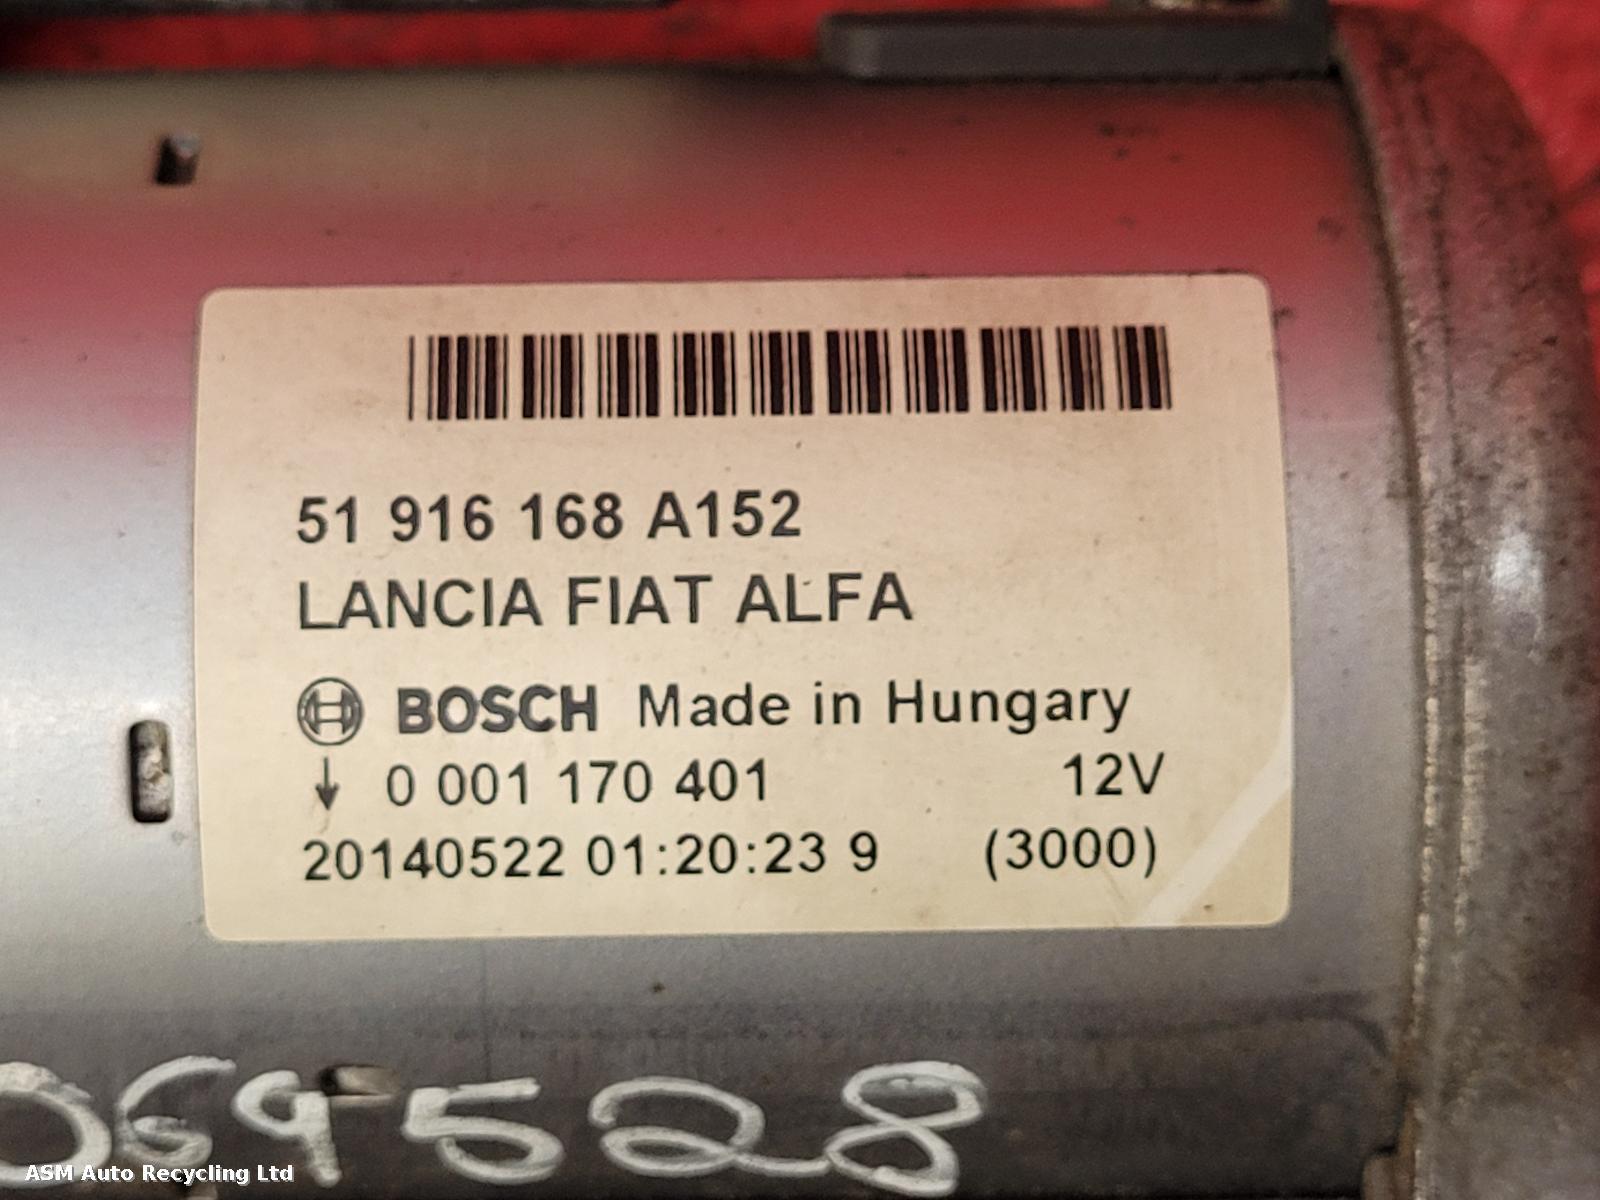 51 916 168 A152
LANCIA FIAT ALFA
BOSCH Made in Hungary
↓ 0 001 170 401 12V
20140522 01:20:23 9 (3000)
069528
ASM Auto Recycling Ltd